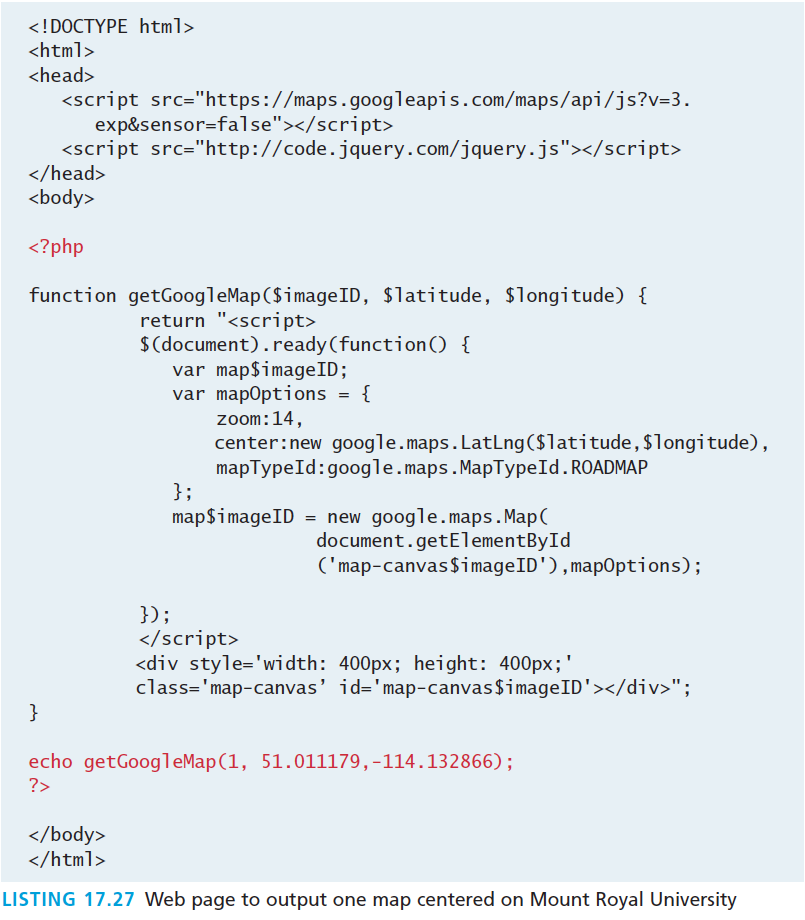 <!DOCTYPE html>
<html>
<head>
<script src="https://maps.googleapis.com/maps/api/js?v=3.
exp&sensor=false"></script>
<script src="http://code.jquery.com/jquery.js"></script>
</head>
<body>
<?php
function getGoogleMap($imageID, $latitude, $longitude) {
return "<script>
$(document).ready(function() {
var map$imageID;
var mapOptions = {
zoom:14,
center:new google.maps.LatLng($latitude,$longitude),
mapTypeId:google.maps.MapTypeId.ROADMAP
};
map$imageID = new google.maps.Map(
document.getElementById
('map-canvas$imageID'),mapOptions);
});
</script>
<div style='width: 400px; height: 400px;'
class='map-canvas’ id='map-canvas$imageID'></div>";
}
echo getGoogleMap(1, 51.011179,-114.132866);
?>
</body>
</html>
LISTING 17.27 Web page to output one map centered on Mount Royal University